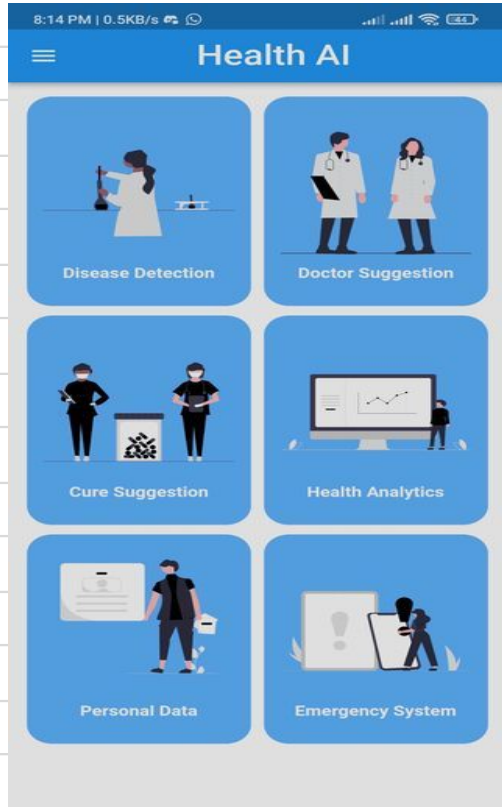 8:14 PM | 0.5KB/s
44
Health AI
Disease Detection
Doctor Suggestion
Cure Suggestion
Health Analytics
Personal Data
Emergency System